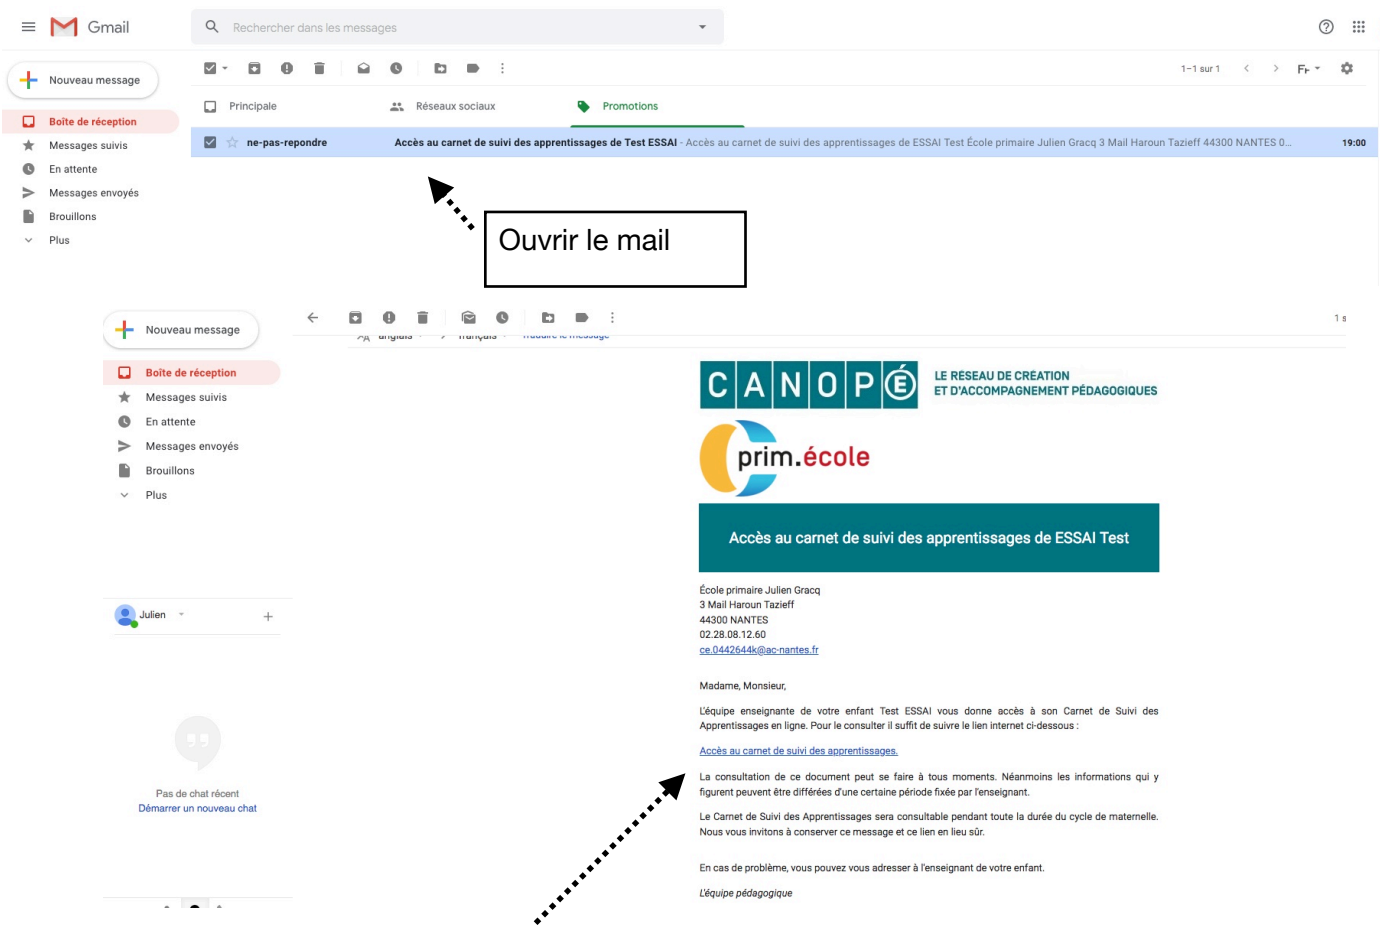 Gmail
Rechercher dans les messages
Nouveau message
1–1 sur 1
Fr
Principale
Réseaux sociaux
Promotions
Boîte de réception
ne-pas-repondre Accès au carnet de suivi des apprentissages de Test ESSAI - Accès au carnet de suivi des apprentissages de ESSAI Test École primaire Julien Gracq 3 Mail Haroun Tazieff 44300 NANTES 0... 19:00
Messages suivis
En attente
Messages envoyés
Brouillons
Plus
Ouvrir le mail
Nouveau message
1 s
anglais > français Traduire le message
Boîte de réception
Messages suivis
En attente
Messages envoyés
Brouillons
Plus
CANOPÉ
LE RÉSEAU DE CRÉATION
ET D'ACCOMPAGNEMENT PÉDAGOGIQUES
prim.école
Accès au carnet de suivi des apprentissages de ESSAI Test
École primaire Julien Gracq
3 Mail Haroun Tazieff
44300 NANTES
02.28.08.12.60
ce.0442644k@ac-nantes.fr
Julien
Madame, Monsieur,
L'équipe enseignante de votre enfant Test ESSAI vous donne accès à son Carnet de Suivi des
Apprentissages en ligne. Pour le consulter il suffit de suivre le lien internet ci-dessous :
Accès au carnet de suivi des apprentissages.
La consultation de ce document peut se faire à tous moments. Néanmoins les informations qui y
figurent peuvent être différées d'une certaine période fixée par l'enseignant.
Le Carnet de Suivi des Apprentissages sera consultable pendant toute la durée du cycle de maternelle.
Nous vous invitons à conserver ce message et ce lien en lieu sûr.
En cas de problème, vous pouvez vous adresser à l'enseignant de votre enfant.
L'équipe pédagogique
Pas de chat récent
Démarrer un nouveau chat